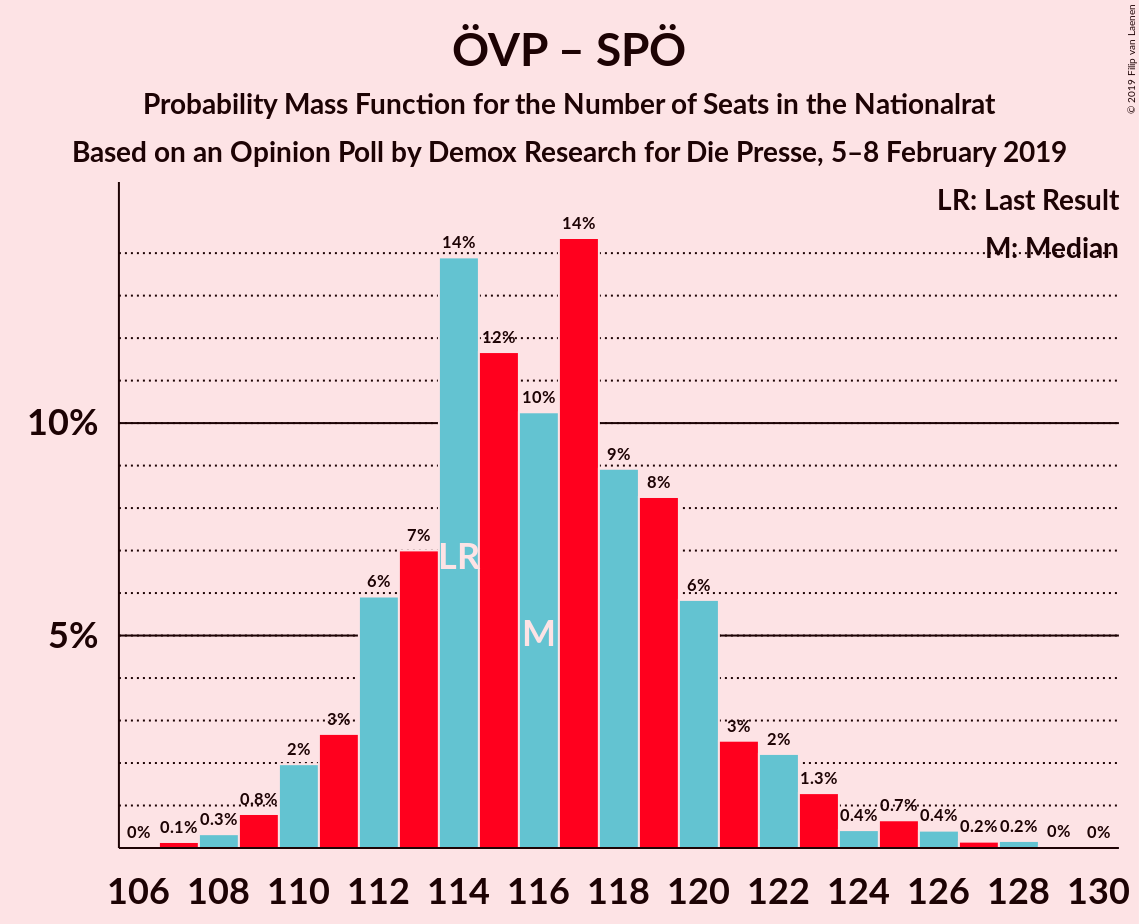 © 2019 Filip van Laenen
ÖVP – SPÖ
Probability Mass Function for the Number of Seats in the Nationalrat
Based on an Opinion Poll by Demox Research for Die Presse, 5–8 February 2019
LR: Last Result
M: Median
10%
5%
0% 0.1% 0.3% 0.8% 2% 3% 6% 7% 14% 12% 10% 14% 9% 8% 6% 3% 2% 1.3% 0.4% 0.7% 0.4% 0.2% 0.2% 0% 0%
LR
M
106 108 110 112 114 116 118 120 122 124 126 128 130